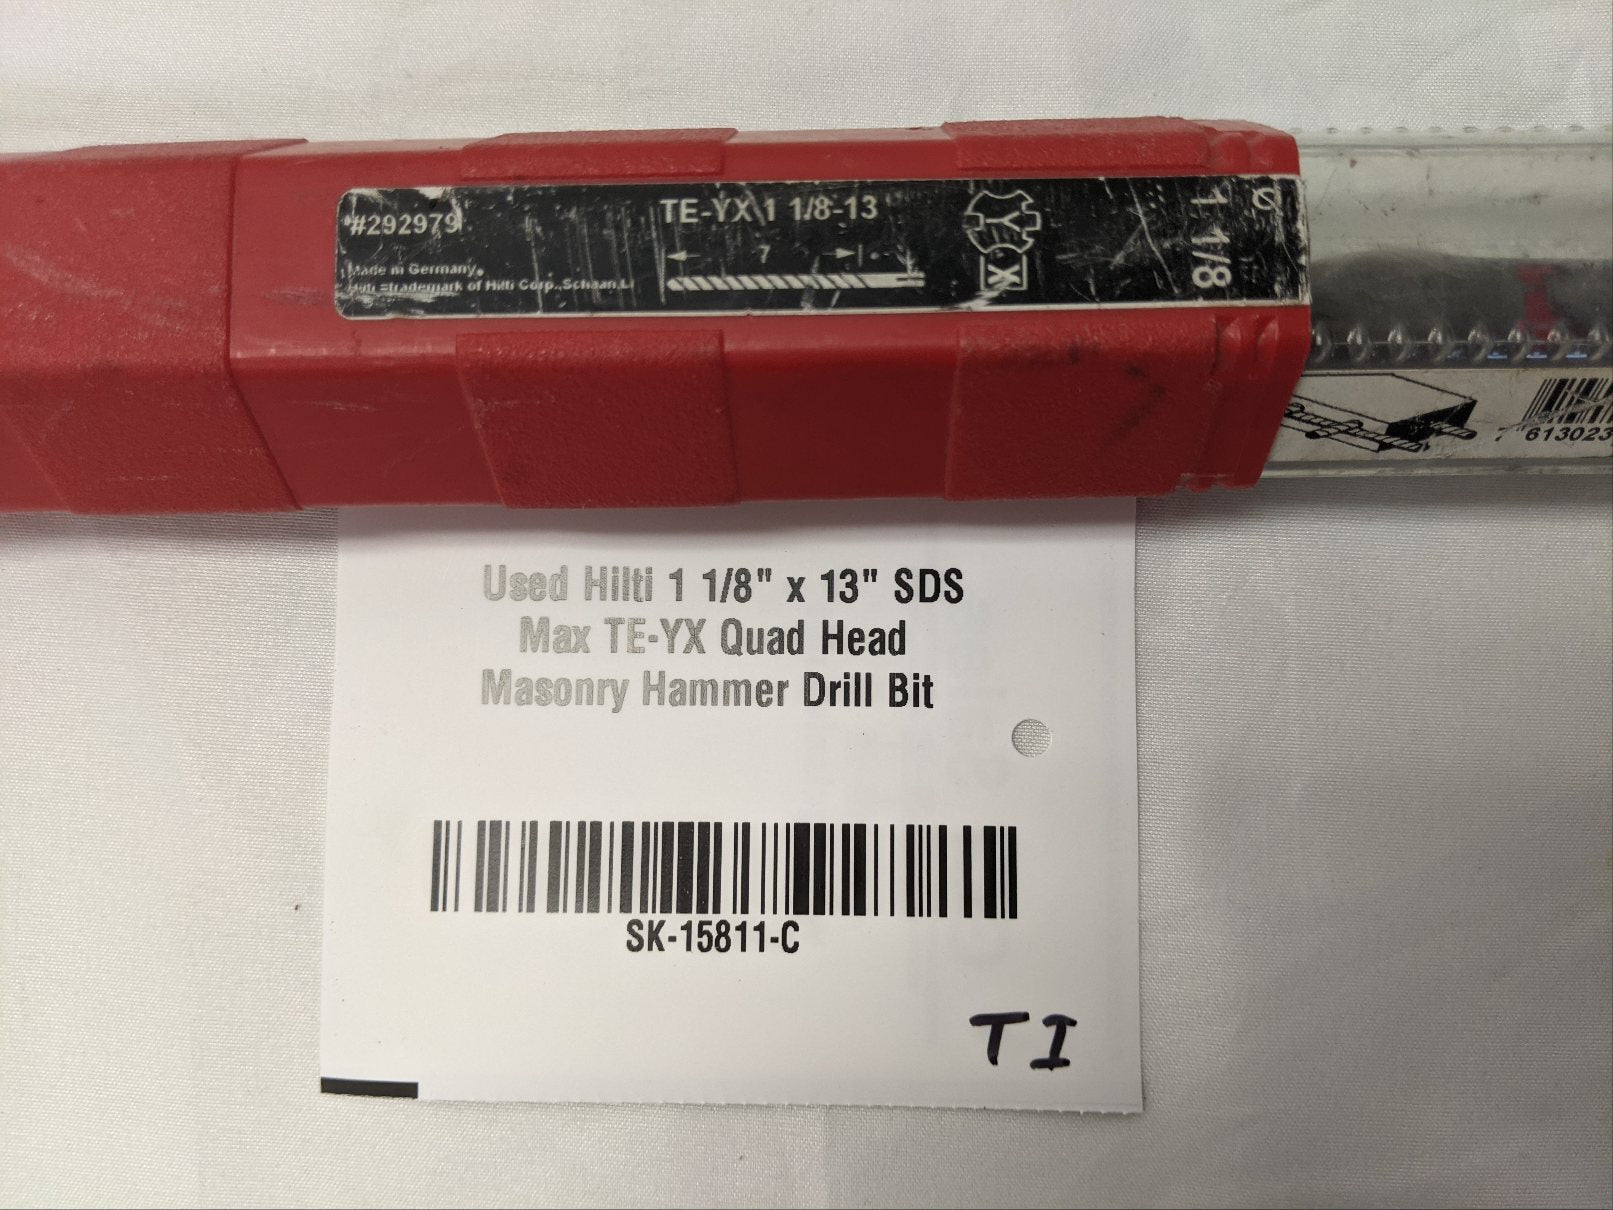 #292979
TE-YX 1 1/8-13
7
Made in Germany
Hilti =trademark of Hilti Corp.,Schaan,LI
Y
X
Ø
1 1/8
7 613023
Used Hilti 1 1/8" x 13" SDS
Max TE-YX Quad Head
Masonry Hammer Drill Bit
SK-15811-C
TI